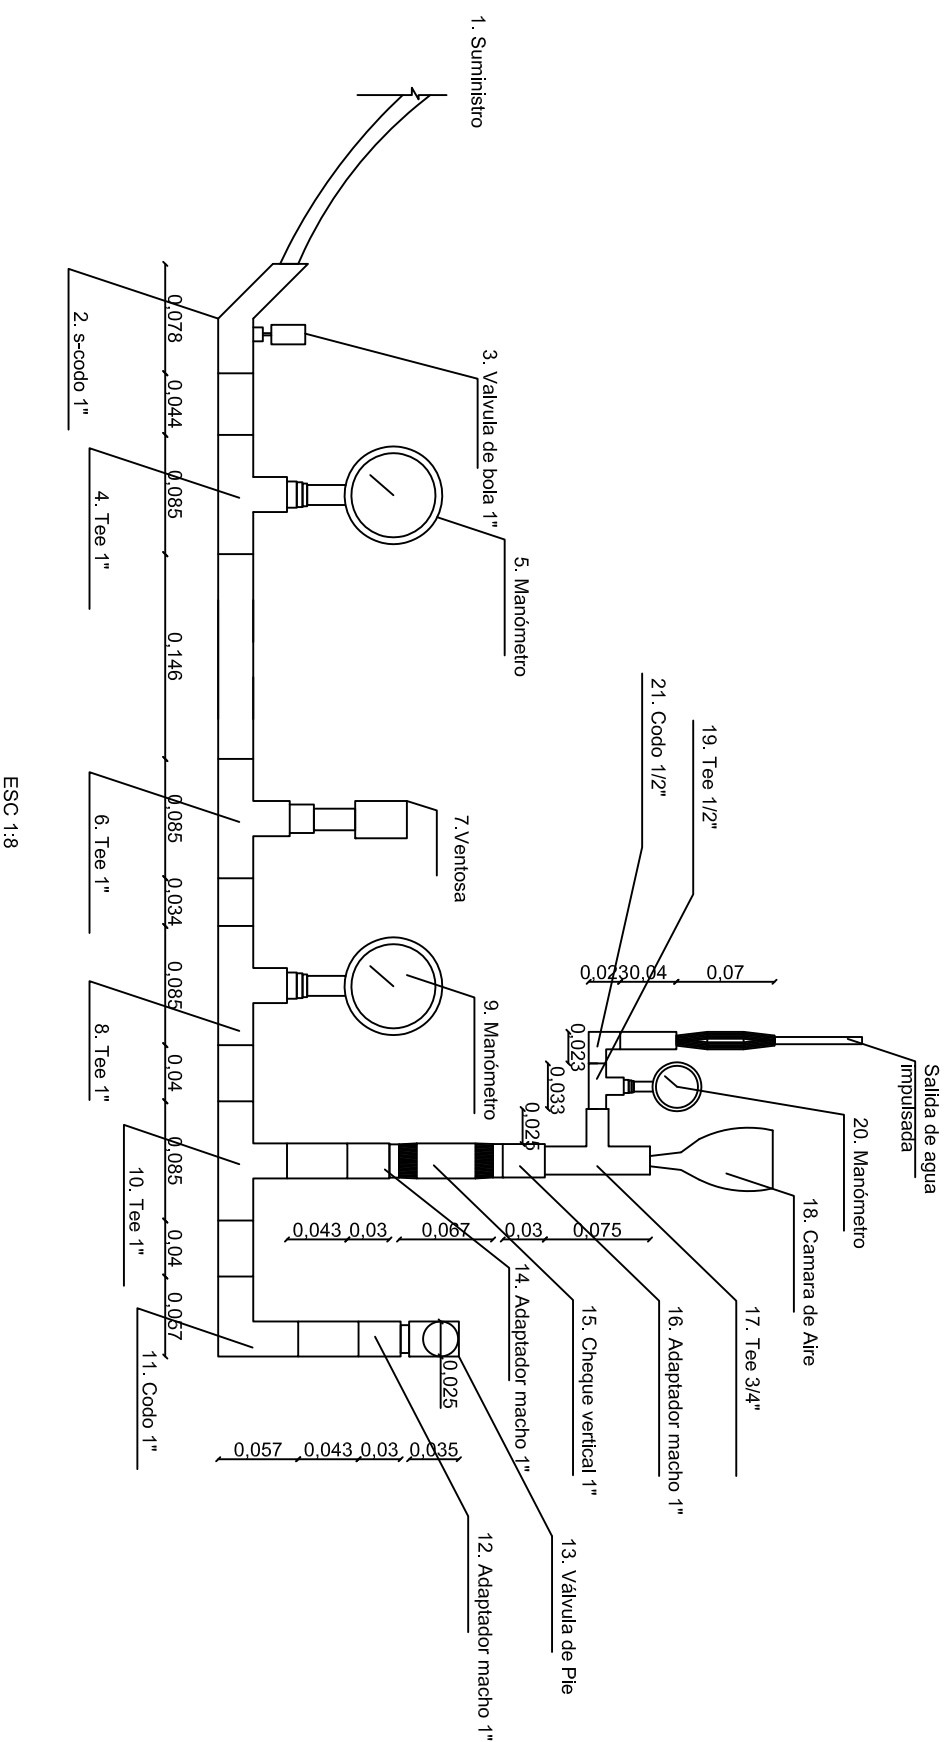 1. Suministro
2. s-codo 1"
3. Valvula de bola 1"
4. Tee 1"
5. Manómetro
6. Tee 1"
7.Ventosa
8. Tee 1"
9. Manómetro
10. Tee 1"
11. Codo 1"
12. Adaptador macho 1"
13. Válvula de Pie
14. Adaptador macho 1"
15. Cheque vertical 1"
16. Adaptador macho 1"
17. Tee 3/4"
18. Camara de Aire
19. Tee 1/2"
20. Manómetro
21. Codo 1/2"
Salida de agua
impulsada
0,078
0,044
0,085
0,146
0,085
0,034
0,085
0,04
0,085
0,04
0,057
0,057
0,043
0,03
0,035
0,025
0,043
0,03
0,067
0,03
0,075
0,025
0,033
0,023
0,023
0,04
0,07
ESC 1:8